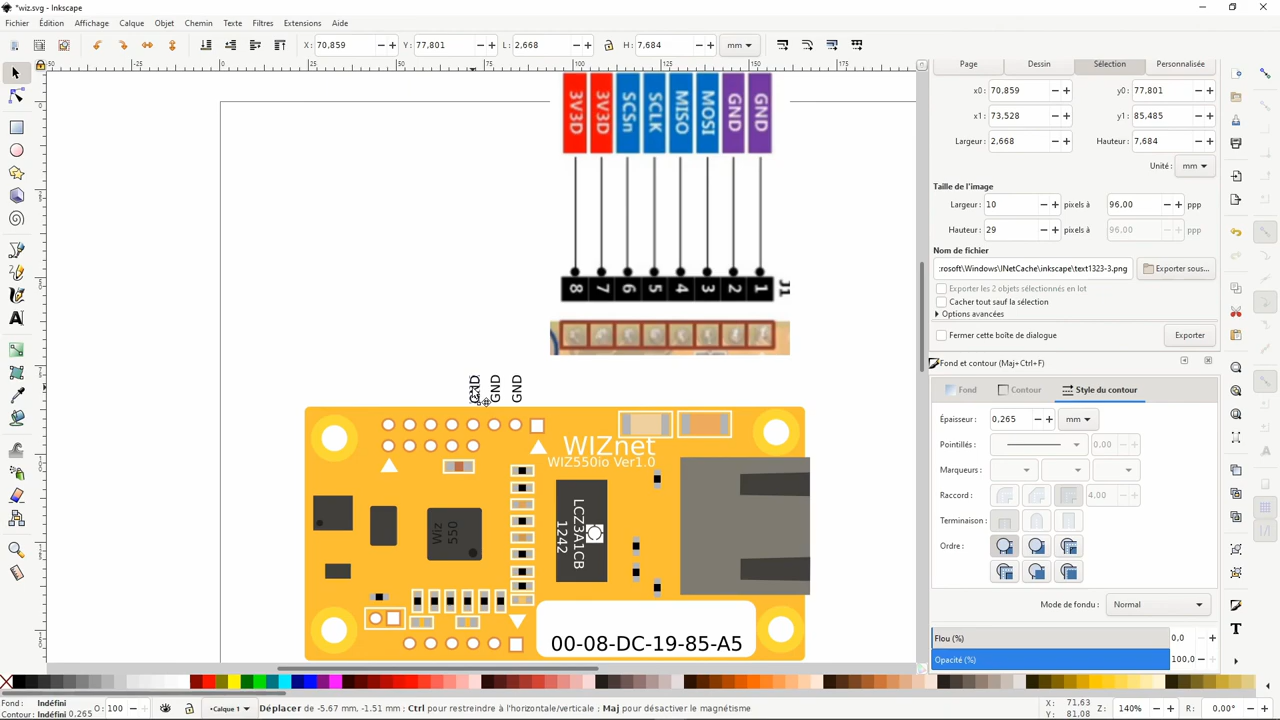 *wiz.svg - Inkscape
Fichier Édition Affichage Calque Objet Chemin Texte Filtres Extensions Aide
X: 70,859 Y: 77,801 L: 2,668 H: 7,684 mm
Page Dessin Sélection Personnalisée
x0: 70,859 y0: 77,801
x1: 73,528 y1: 85,485
Largeur : 2,668 Hauteur : 7,684
Unité : mm
Taille de l'image
Largeur : 10 pixels à 96,00 ppp
Hauteur : 29 pixels à 96,00 ppp
Nom de fichier
:rosoft\Windows\INetCache\inkscape\text1323-3.png Exporter sous...
Exporter les 2 objets sélectionnés en lot
Cacher tout sauf la sélection
Options avancées
Fermer cette boîte de dialogue Exporter
Fond et contour (Maj+Ctrl+F)
Fond Contour Style du contour
Épaisseur : 0,265 mm
Pointillés : 0.00
Marqueurs :
Raccord : 4,00
Terminaison :
Ordre :
Mode de fondu : Normal
Flou (%) 0,0
Opacité (%) 100,0
3V3D 3V3D SCSn SCLK MISO MOSI GND GND
8 7 6 5 4 3 2 1 J1
GND GND
WIZnet
WIZ550io Ver1.0
Wiz
550
LCZ3A1CB
1242
00-08-DC-19-85-A5
25 50 75 100 125 150 175
Fond : Indéfini
Contour : Indéfini 0,265
O: 100
•Calque 1
Déplacer de -5.67 mm, -1.51 mm ; Ctrl pour restreindre à l'horizontale/verticale ; Maj pour désactiver le magnétisme
X: 71.63
Y: 81.08
Z: 140%
R: 0.00°